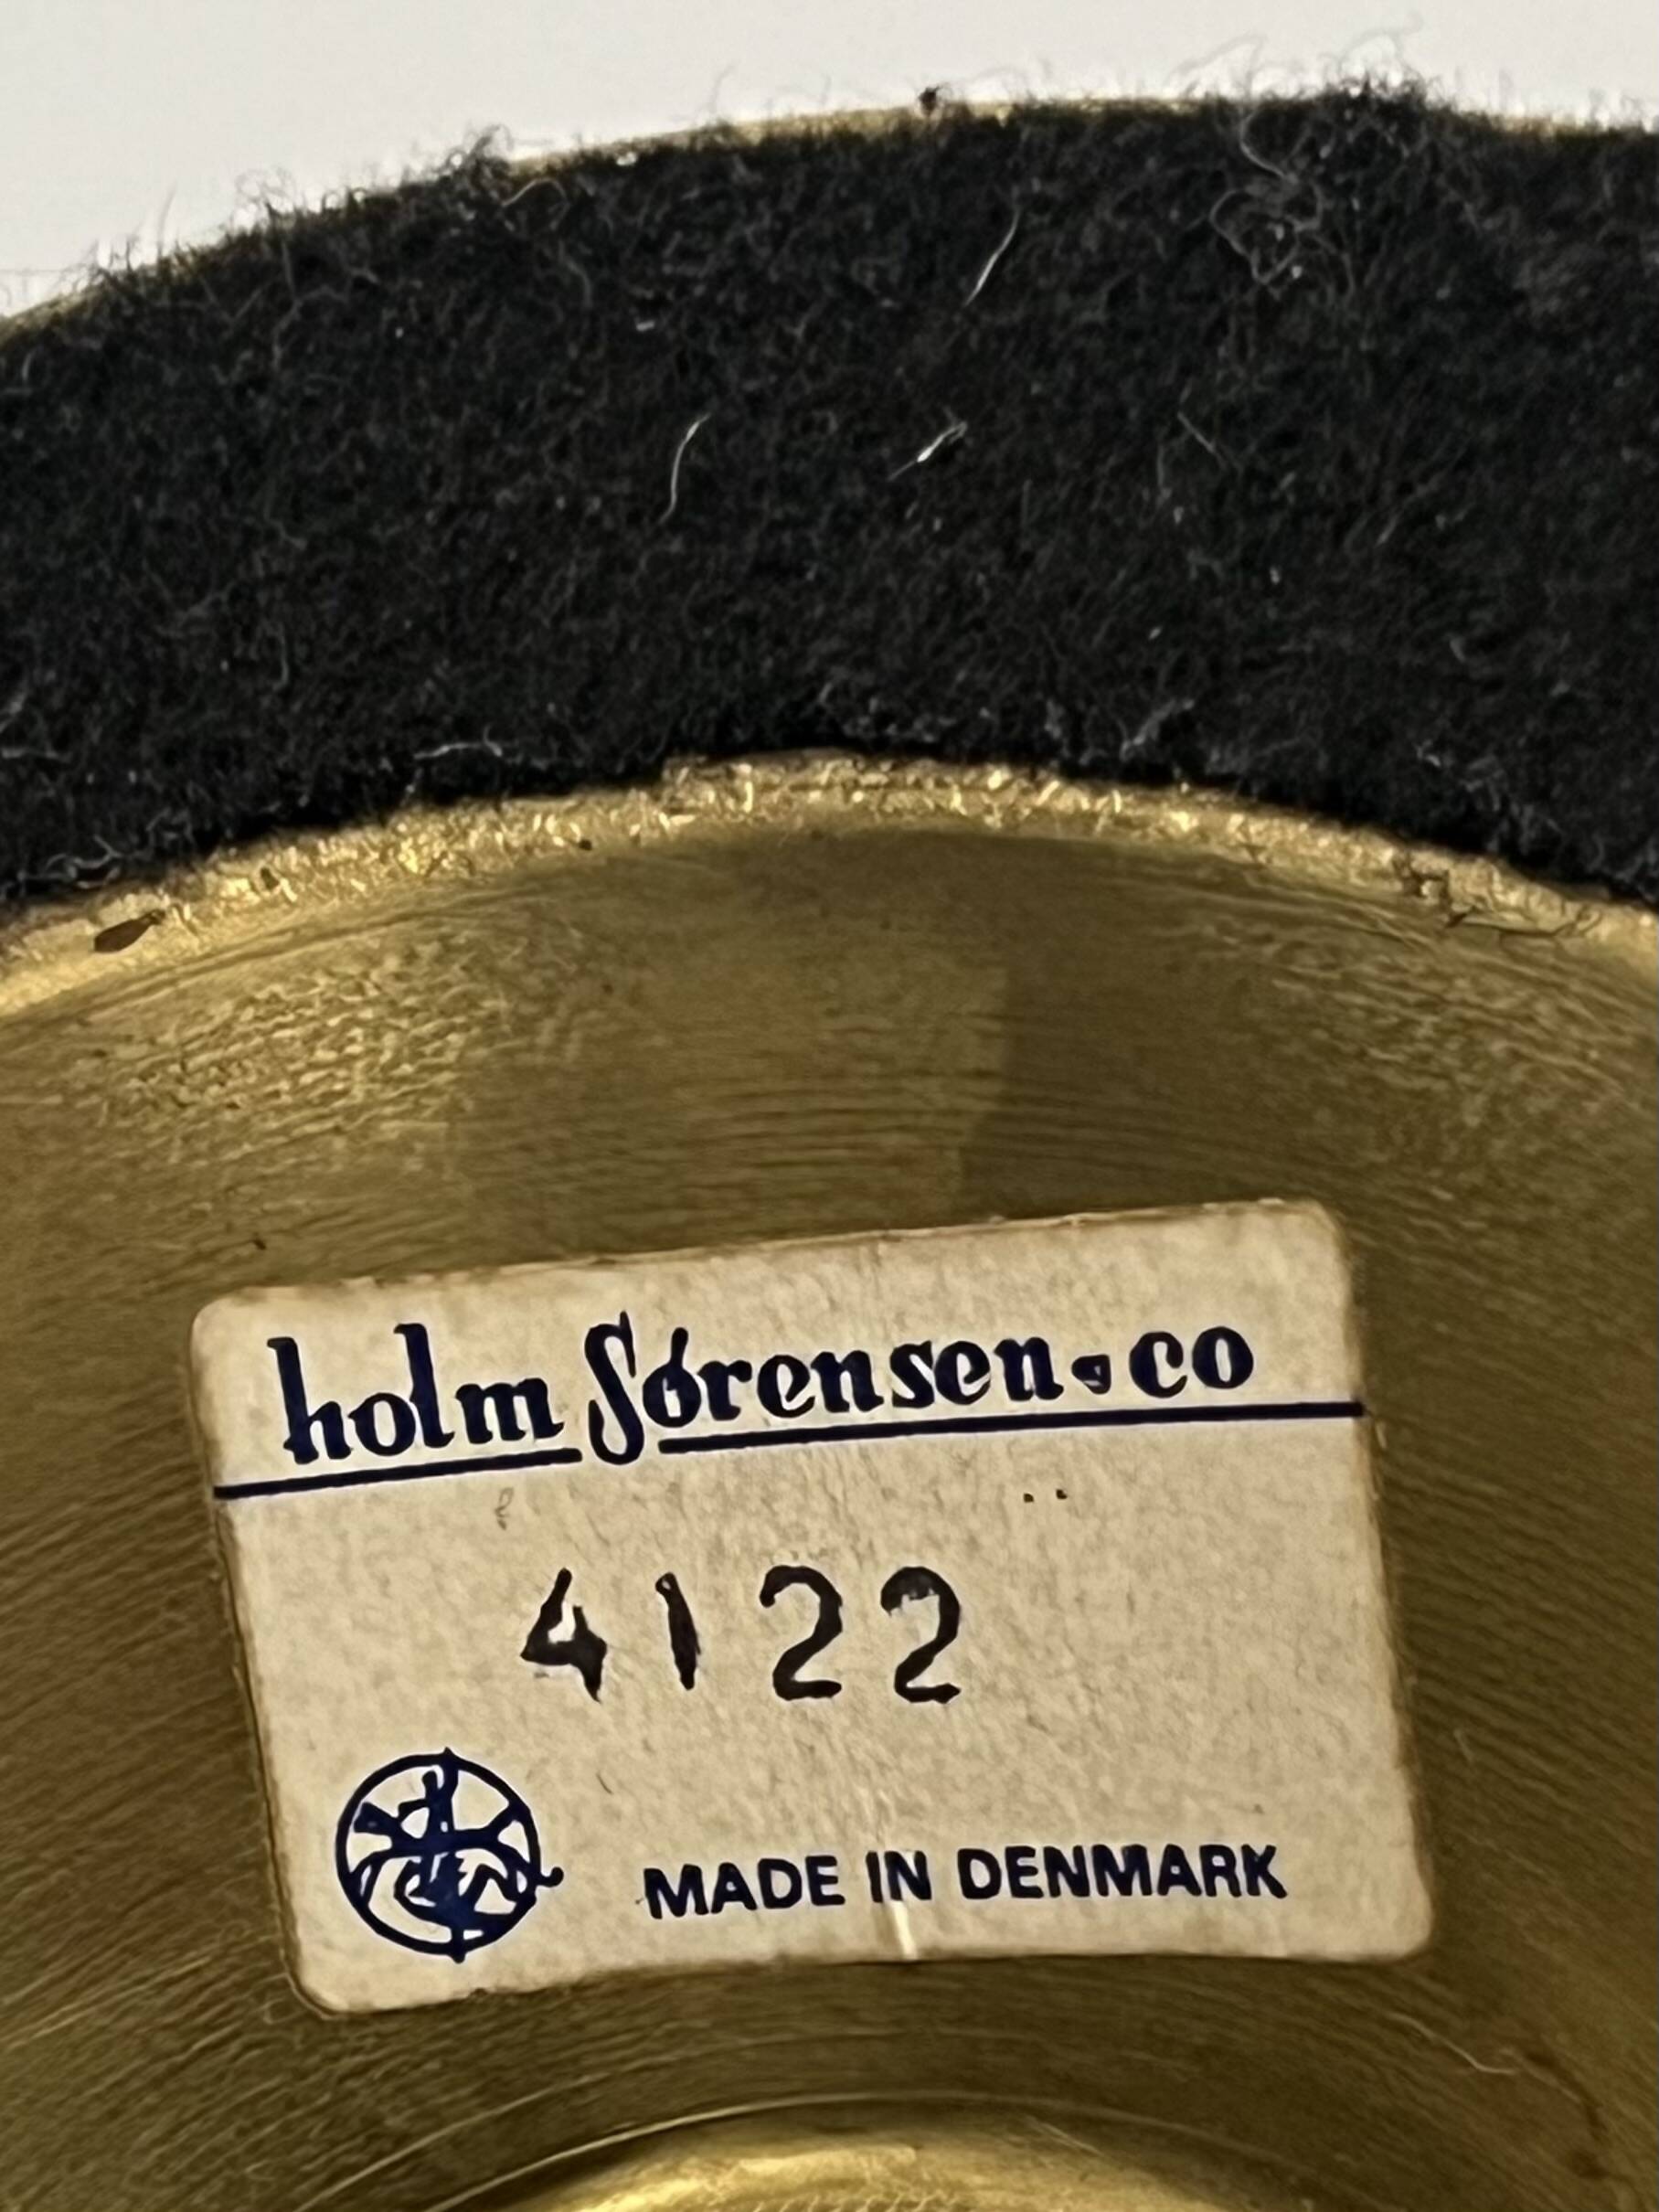 holm Sørensen·co
4122
MADE IN DENMARK